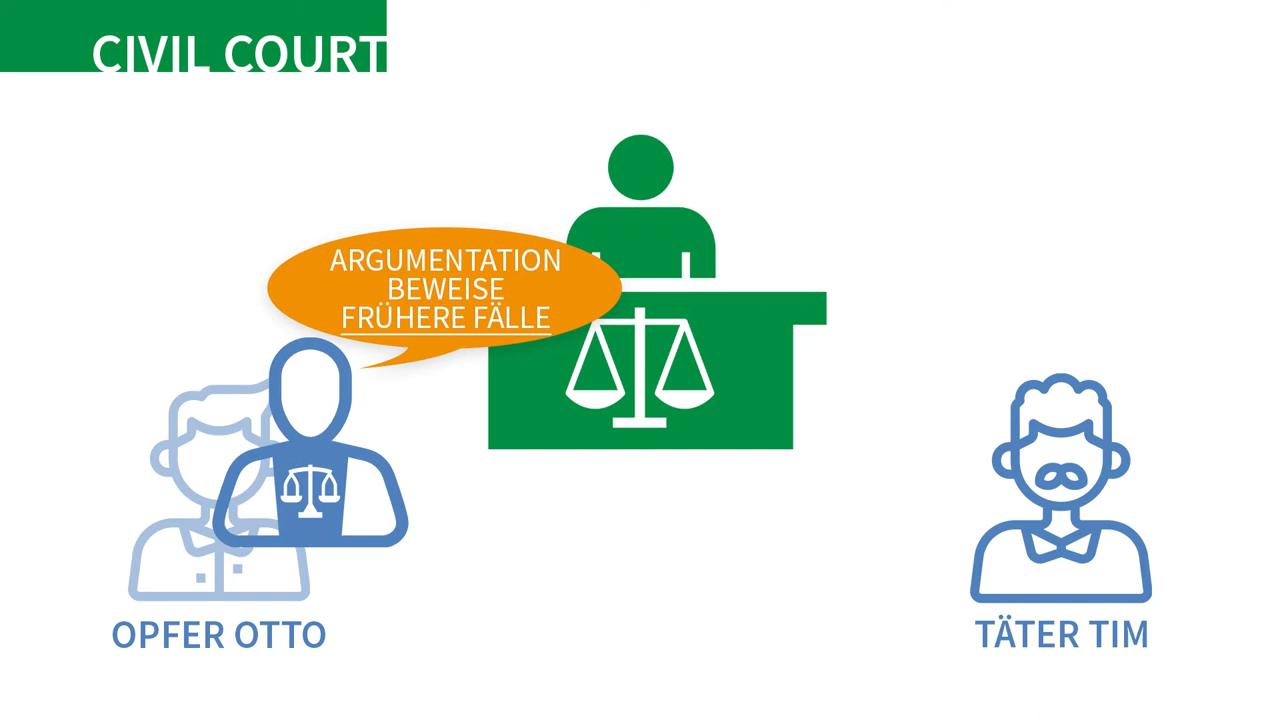 CIVIL COURT
ARGUMENTATION
BEWEISE
FRÜHERE FÄLLE
OPFER OTTO
TÄTER TIM